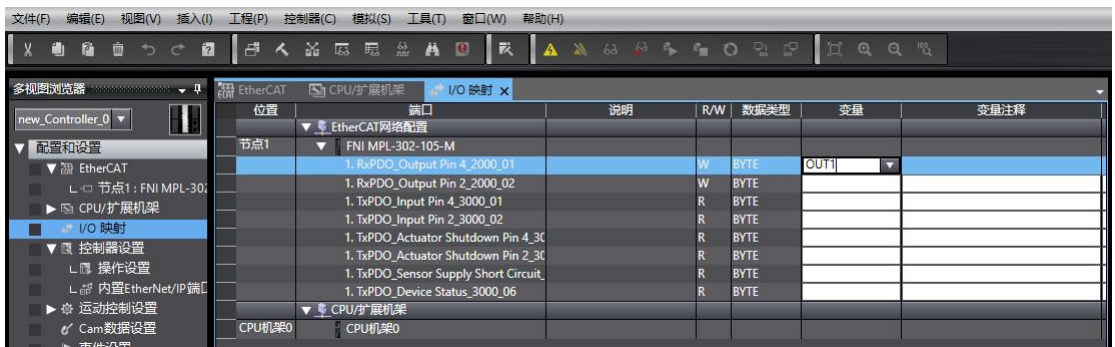 文件(F) 编辑(E) 视图(V) 插入(I) 工程(P) 控制器(C) 模拟(S) 工具(T) 窗口(W) 帮助(H)
多视图浏览器
new_Controller_0
配置和设置
EtherCAT
节点1 : FNI MPL-302
CPU/扩展机架
I/O 映射
控制器设置
操作设置
内置EtherNet/IP端口
运动控制设置
Cam数据设置
事件设置
EtherCAT CPU/扩展机架 I/O 映射
位置 端口 说明 R/W 数据类型 变量 变量注释
EtherCAT网络配置
节点1 FNI MPL-302-105-M
1. RxPDO_Output Pin 4_2000_01 W BYTE OUT1
1. RxPDO_Output Pin 2_2000_02 W BYTE
1. TxPDO_Input Pin 4_3000_01 R BYTE
1. TxPDO_Input Pin 2_3000_02 R BYTE
1. TxPDO_Actuator Shutdown Pin 4_30 R BYTE
1. TxPDO_Actuator Shutdown Pin 2_30 R BYTE
1. TxPDO_Sensor Supply Short Circuit_ R BYTE
1. TxPDO_Device Status_3000_06 R BYTE
CPU/扩展机架
CPU机架0 CPU机架0